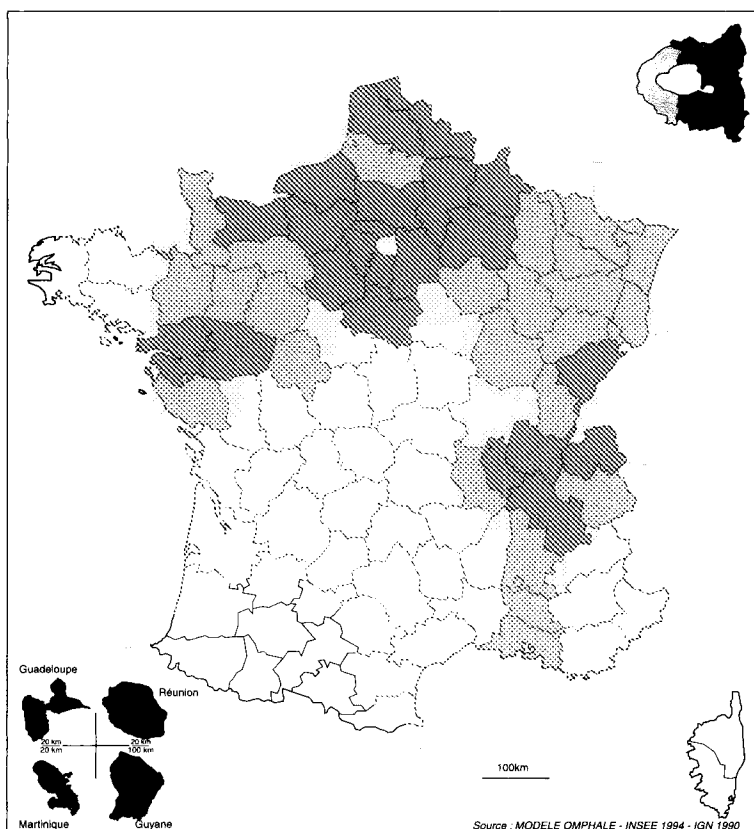 Guadeloupe
Réunion
20 km
20 km
20 km
100 km
Martinique
Guyane
100km
Source : MODELE OMPHALE - INSEE 1994 - IGN 1990